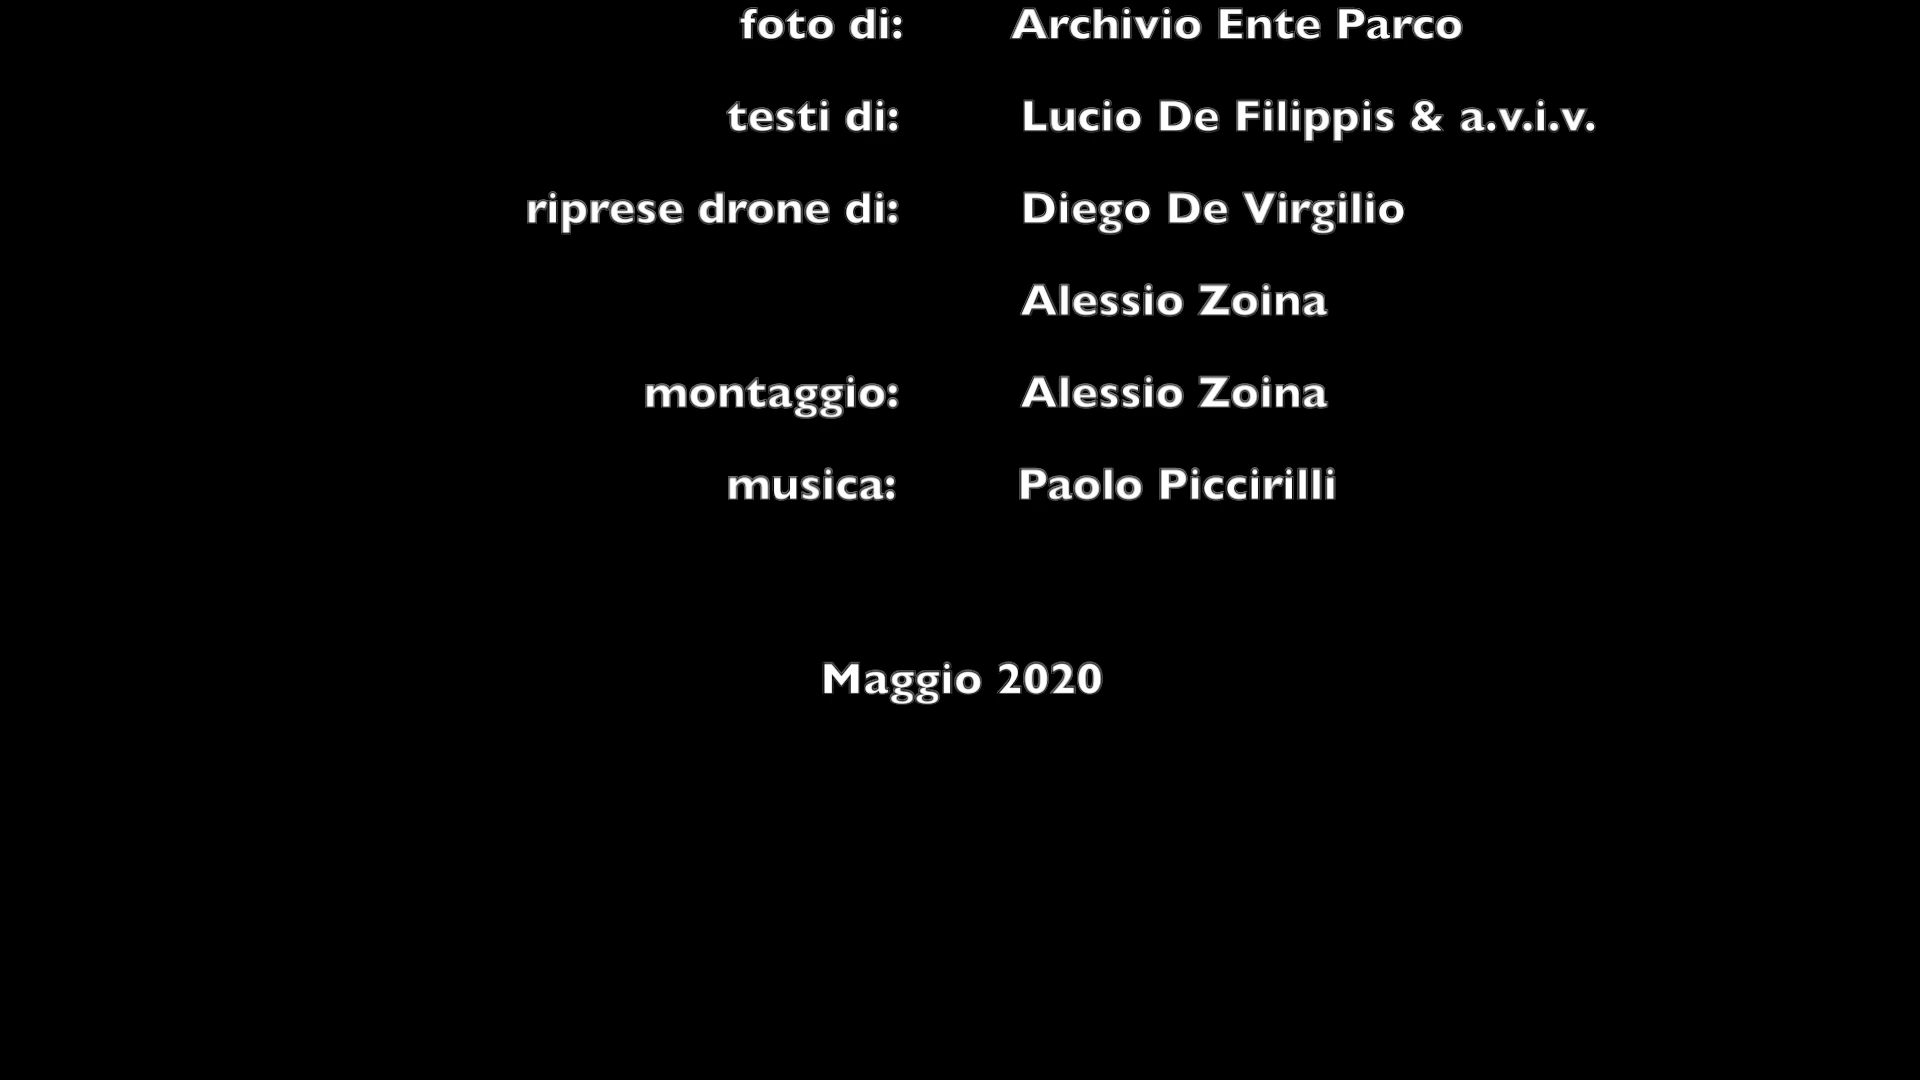 foto di: Archivio Ente Parco
testi di: Lucio De Filippis & a.v.i.v.
riprese drone di: Diego De Virgilio
Alessio Zoina
montaggio: Alessio Zoina
musica: Paolo Piccirilli
Maggio 2020